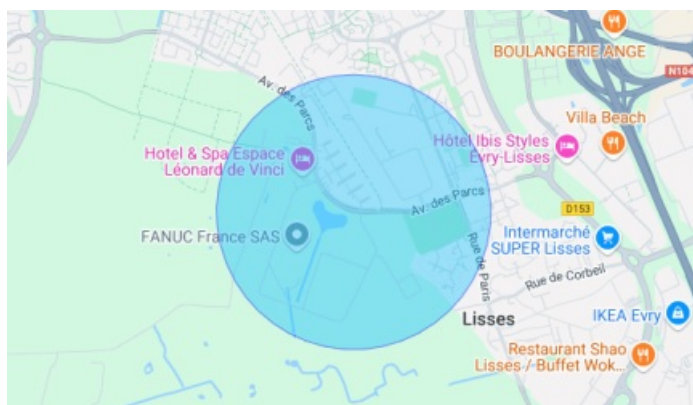 BOULANGERIE ANGE
N104
Av. des Parcs
Villa Beach
Hotel & Spa Espace
Léonard de Vinci
Hôtel Ibis Styles
Evry-Lisses
Av. des Parcs
D153
FANUC France SAS
Intermarché
SUPER Lisses
Rue de Paris
Rue de Corbeil
Lisses
IKEA Evry
Restaurant Shao
Lisses / Buffet Wok...